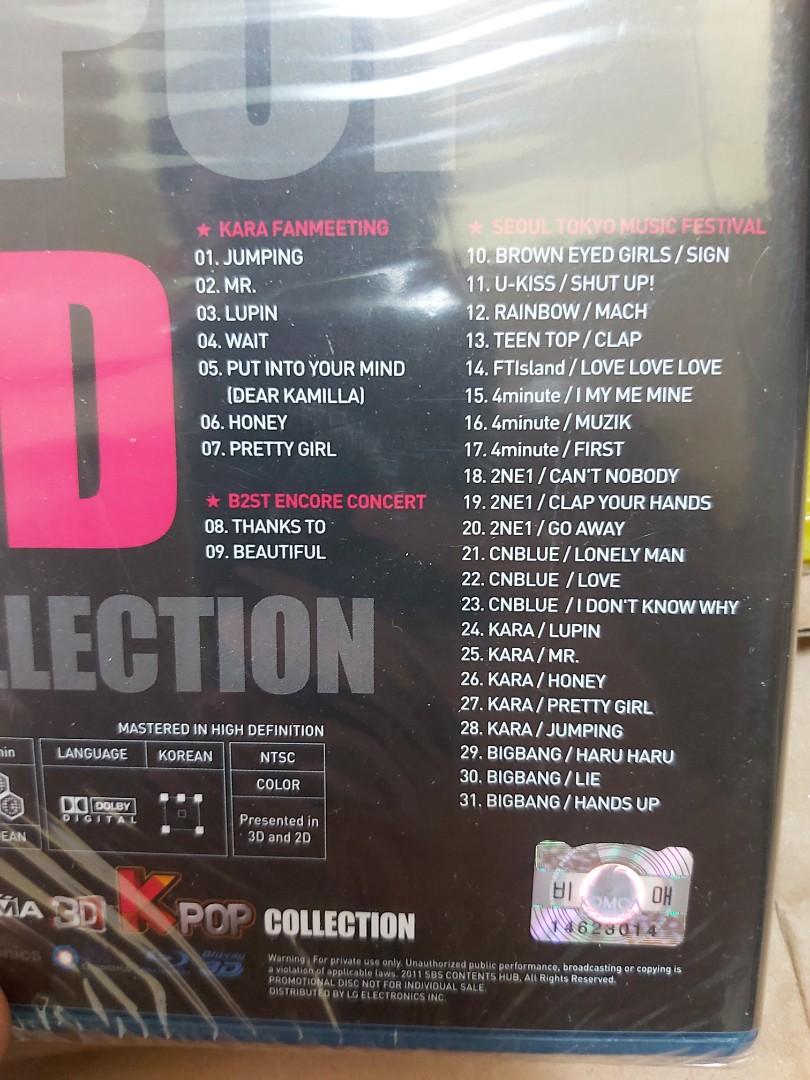 ★ KARA FANMEETING
01. JUMPING
02. MR.
03. LUPIN
04. WAIT
05. PUT INTO YOUR MIND
(DEAR KAMILLA)
06. HONEY
07. PRETTY GIRL
★ B2ST ENCORE CONCERT
08. THANKS TO
09. BEAUTIFUL
★ SEOUL TOKYO MUSIC FESTIVAL
10. BROWN EYED GIRLS / SIGN
11. U-KISS / SHUT UP!
12. RAINBOW / MACH
13. TEEN TOP / CLAP
14. FTIsland / LOVE LOVE LOVE
15. 4minute / I MY ME MINE
16. 4minute / MUZIK
17. 4minute / FIRST
18. 2NE1 / CAN'T NOBODY
19. 2NE1 / CLAP YOUR HANDS
20. 2NE1 / GO AWAY
21. CNBLUE / LONELY MAN
22. CNBLUE / LOVE
23. CNBLUE / I DON'T KNOW WHY
24. KARA / LUPIN
25. KARA / MR.
26. KARA / HONEY
27. KARA / PRETTY GIRL
28. KARA / JUMPING
29. BIGBANG / HARU HARU
30. BIGBANG / LIE
31. BIGBANG / HANDS UP
POP
D
LLECTION
MASTERED IN HIGH DEFINITION
LANGUAGE KOREAN
DOLBY
DIGITAL
NTSC
COLOR
Presented in
3D and 2D
EAN
MA 3D KPOP COLLECTION
비 매
14623014
Warning : For private use only. Unauthorized public performance, broadcasting or copying is
a violation of applicable laws. 2011 SBS CONTENTS HUB, All Rights Reserved.
PROMOTIONAL DISC NOT FOR INDIVIDUAL SALE.
DISTRIBUTED BY LG ELECTRONICS INC.